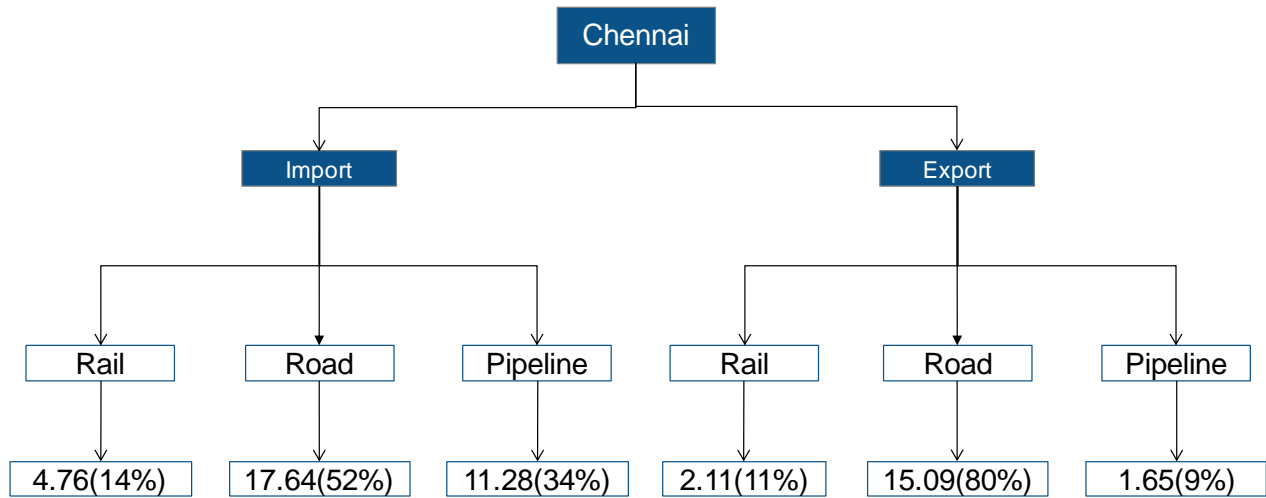 Chennai
Import
Export
Rail
Road
Pipeline
Rail
Road
Pipeline
4.76(14%)
17.64(52%)
11.28(34%)
2.11(11%)
15.09(80%)
1.65(9%)